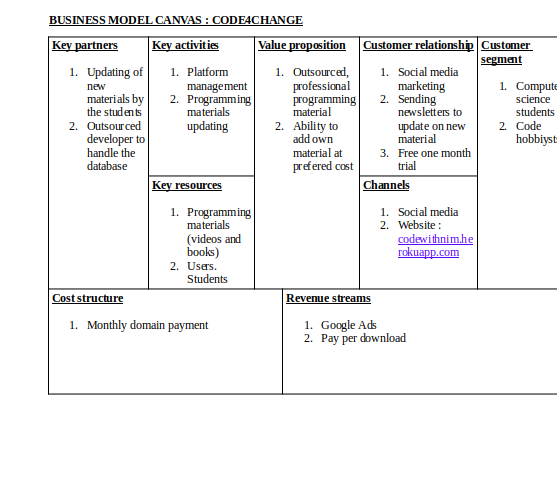 BUSINESS MODEL CANVAS : CODE4CHANGE
Key partners
1. Updating of
new
materials by
the students
2. Outsourced
developer to
handle the
database
Key activities
1. Platform
management
2. Programming
materials
updating
Key resources
1. Programming
materials
(videos and
books)
2. Users.
Students
Value proposition
1. Outsourced,
professional
programming
material
2. Ability to
add own
material at
prefered cost
Customer relationship
1. Social media
marketing
2. Sending
newsletters to
update on new
material
3. Free one month
trial
Channels
1. Social media
2. Website :
codewithnim.he
rokuapp.com
Customer
segment
1. Compute
science
students
2. Code
hobbiyst
Cost structure
1. Monthly domain payment
Revenue streams
1. Google Ads
2. Pay per download